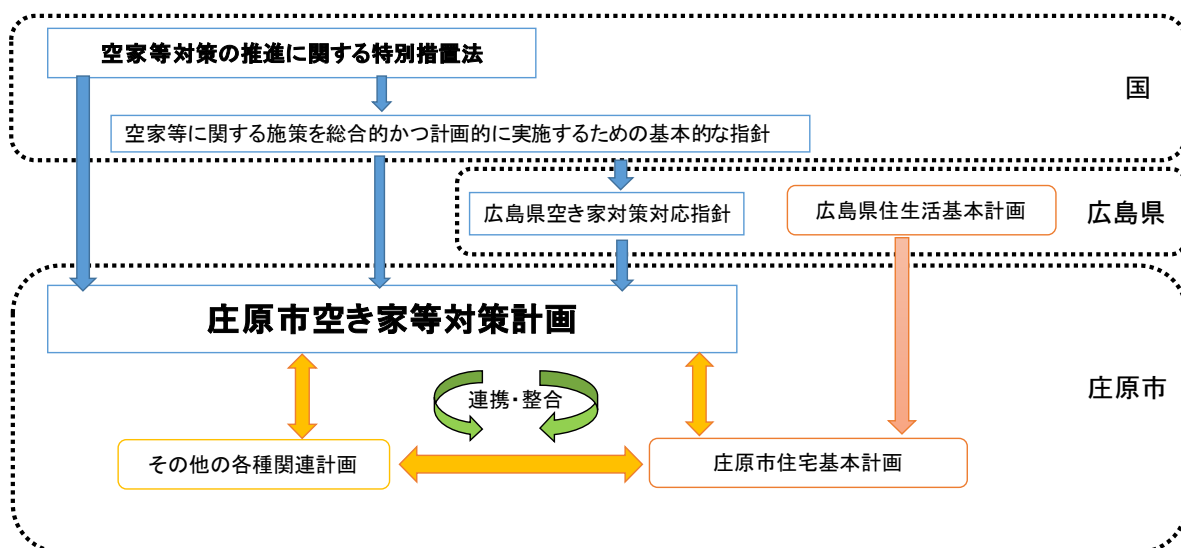 空家等対策の推進に関する特別措置法
国
空家等に関する施策を総合的かつ計画的に実施するための基本的な指針
広島県空き家対策対応指針
広島県住生活基本計画
広島県
庄原市空き家等対策計画
庄原市
連携・整合
その他の各種関連計画
庄原市住宅基本計画